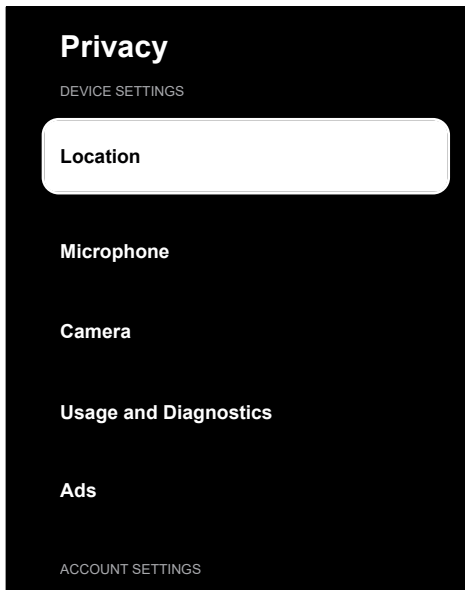 Privacy
DEVICE SETTINGS
Location
Microphone
Camera
Usage and Diagnostics
Ads
ACCOUNT SETTINGS